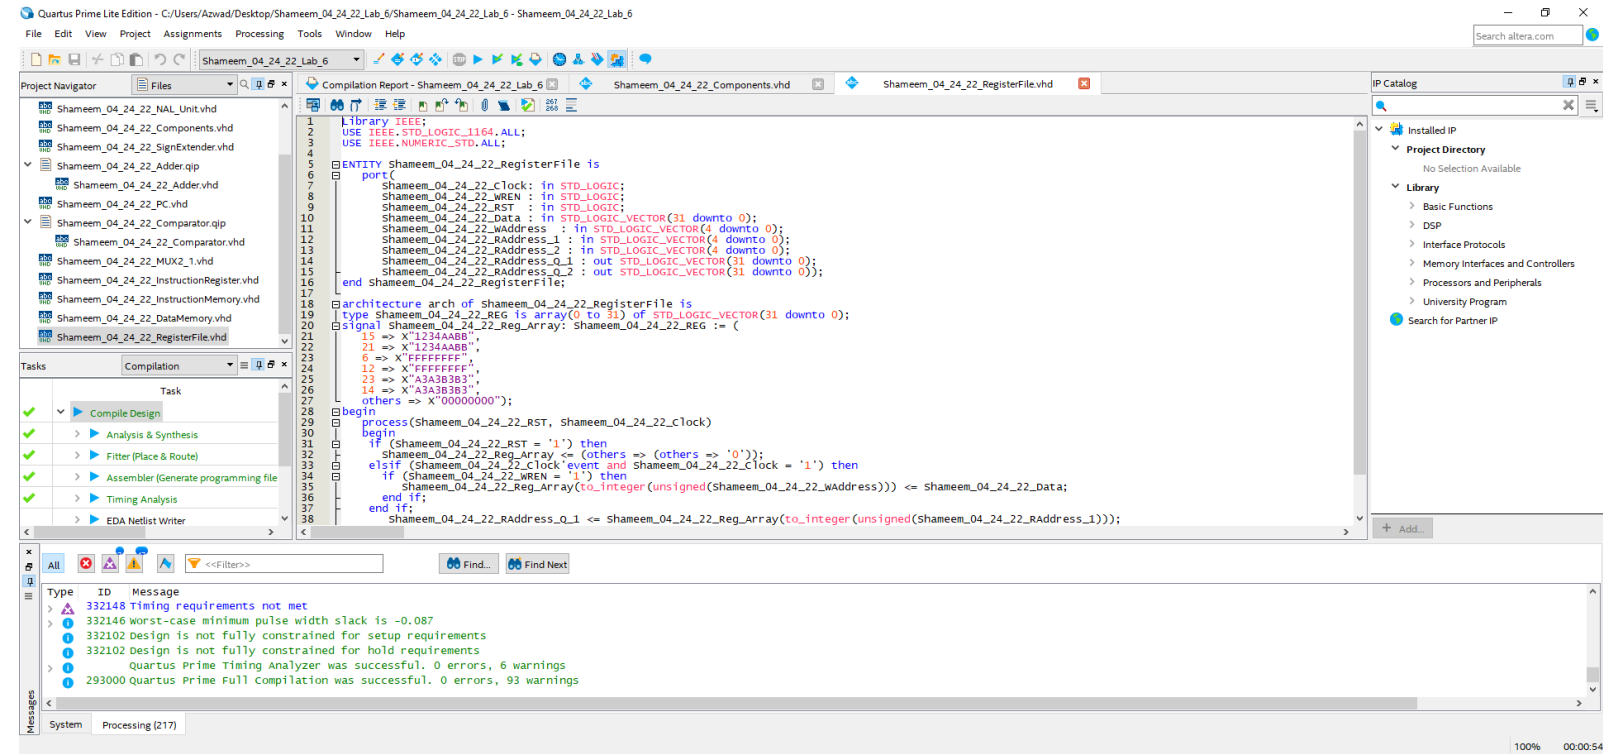 Quartus Prime Lite Edition - C:/Users/Azwad/Desktop/Shameem_04_24_22_Lab_6/Shameem_04_24_22_Lab_6 - Shameem_04_24_22_Lab_6
File Edit View Project Assignments Processing Tools Window Help
Search altera.com
Shameem_04_24_22_Lab_6
Project Navigator Files
Shameem_04_24_22_NAL_Unit.vhd
Shameem_04_24_22_Components.vhd
Shameem_04_24_22_SignExtender.vhd
Shameem_04_24_22_Adder.qip
Shameem_04_24_22_Adder.vhd
Shameem_04_24_22_PC.vhd
Shameem_04_24_22_Comparator.qip
Shameem_04_24_22_Comparator.vhd
Shameem_04_24_22_MUX2_1.vhd
Shameem_04_24_22_InstructionRegister.vhd
Shameem_04_24_22_InstructionMemory.vhd
Shameem_04_24_22_DataMemory.vhd
Shameem_04_24_22_RegisterFile.vhd
Tasks Compilation
Task
Compile Design
Analysis & Synthesis
Fitter (Place & Route)
Assembler (Generate programming file
Timing Analysis
EDA Netlist Writer
Compilation Report - Shameem_04_24_22_Lab_6 Shameem_04_24_22_Components.vhd Shameem_04_24_22_RegisterFile.vhd
267
268
1 Library IEEE;
2 USE IEEE.STD_LOGIC_1164.ALL;
3 USE IEEE.NUMERIC_STD.ALL;
4
5 ENTITY Shameem_04_24_22_RegisterFile is
6 port(
7 Shameem_04_24_22_Clock: in STD_LOGIC;
8 Shameem_04_24_22_WREN : in STD_LOGIC;
9 Shameem_04_24_22_RST : in STD_LOGIC;
10 Shameem_04_24_22_Data : in STD_LOGIC_VECTOR(31 downto 0);
11 Shameem_04_24_22_WAddress : in STD_LOGIC_VECTOR(4 downto 0);
12 Shameem_04_24_22_RAddress_1 : in STD_LOGIC_VECTOR(4 downto 0);
13 Shameem_04_24_22_RAddress_2 : in STD_LOGIC_VECTOR(4 downto 0);
14 Shameem_04_24_22_RAddress_Q_1 : out STD_LOGIC_VECTOR(31 downto 0);
15 Shameem_04_24_22_RAddress_Q_2 : out STD_LOGIC_VECTOR(31 downto 0));
16 end Shameem_04_24_22_RegisterFile;
17
18 architecture arch of Shameem_04_24_22_RegisterFile is
19 type Shameem_04_24_22_REG is array(0 to 31) of STD_LOGIC_VECTOR(31 downto 0);
20 signal Shameem_04_24_22_Reg_Array: Shameem_04_24_22_REG := (
21 15 => X"1234AABB",
22 21 => X"1234AABB",
23 6 => X"FFFFFFFF",
24 12 => X"FFFFFFFF",
25 23 => X"A3A3B3B3",
26 14 => X"A3A3B3B3",
27 others => X"00000000");
28 begin
29 process(Shameem_04_24_22_RST, Shameem_04_24_22_Clock)
30 begin
31 if (Shameem_04_24_22_RST = '1') then
32 Shameem_04_24_22_Reg_Array <= (others => (others => '0'));
33 elsif (Shameem_04_24_22_Clock'event and Shameem_04_24_22_Clock = '1') then
34 if (Shameem_04_24_22_WREN = '1') then
35 Shameem_04_24_22_Reg_Array(to_integer(unsigned(Shameem_04_24_22_WAddress))) <= Shameem_04_24_22_Data;
36 end if;
37 end if;
38 Shameem_04_24_22_RAddress_Q_1 <= Shameem_04_24_22_Reg_Array(to_integer(unsigned(Shameem_04_24_22_RAddress_1)));
IP Catalog
Installed IP
Project Directory
No Selection Available
Library
Basic Functions
DSP
Interface Protocols
Memory Interfaces and Controllers
Processors and Peripherals
University Program
Search for Partner IP
+ Add...
All <<Filter>> Find... Find Next
Type ID Message
332148 Timing requirements not met
332146 Worst-case minimum pulse width slack is -0.087
332102 Design is not fully constrained for setup requirements
332102 Design is not fully constrained for hold requirements
Quartus Prime Timing Analyzer was successful. 0 errors, 6 warnings
293000 Quartus Prime Full Compilation was successful. 0 errors, 93 warnings
Messages
System Processing (217)
100% 00:00:54